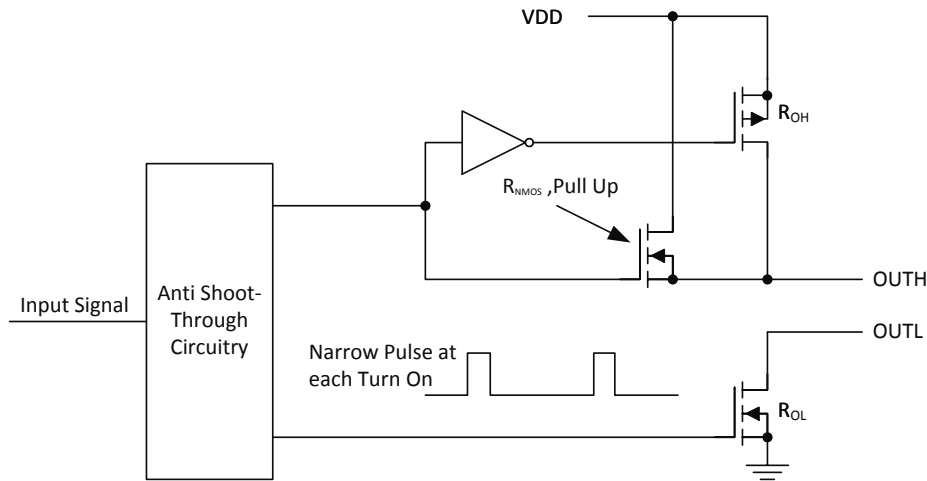 VDD
R_OH
R_NMOS ,Pull Up
Anti Shoot-
Through
Circuitry
Input Signal
OUTH
OUTL
Narrow Pulse at
each Turn On
R_OL